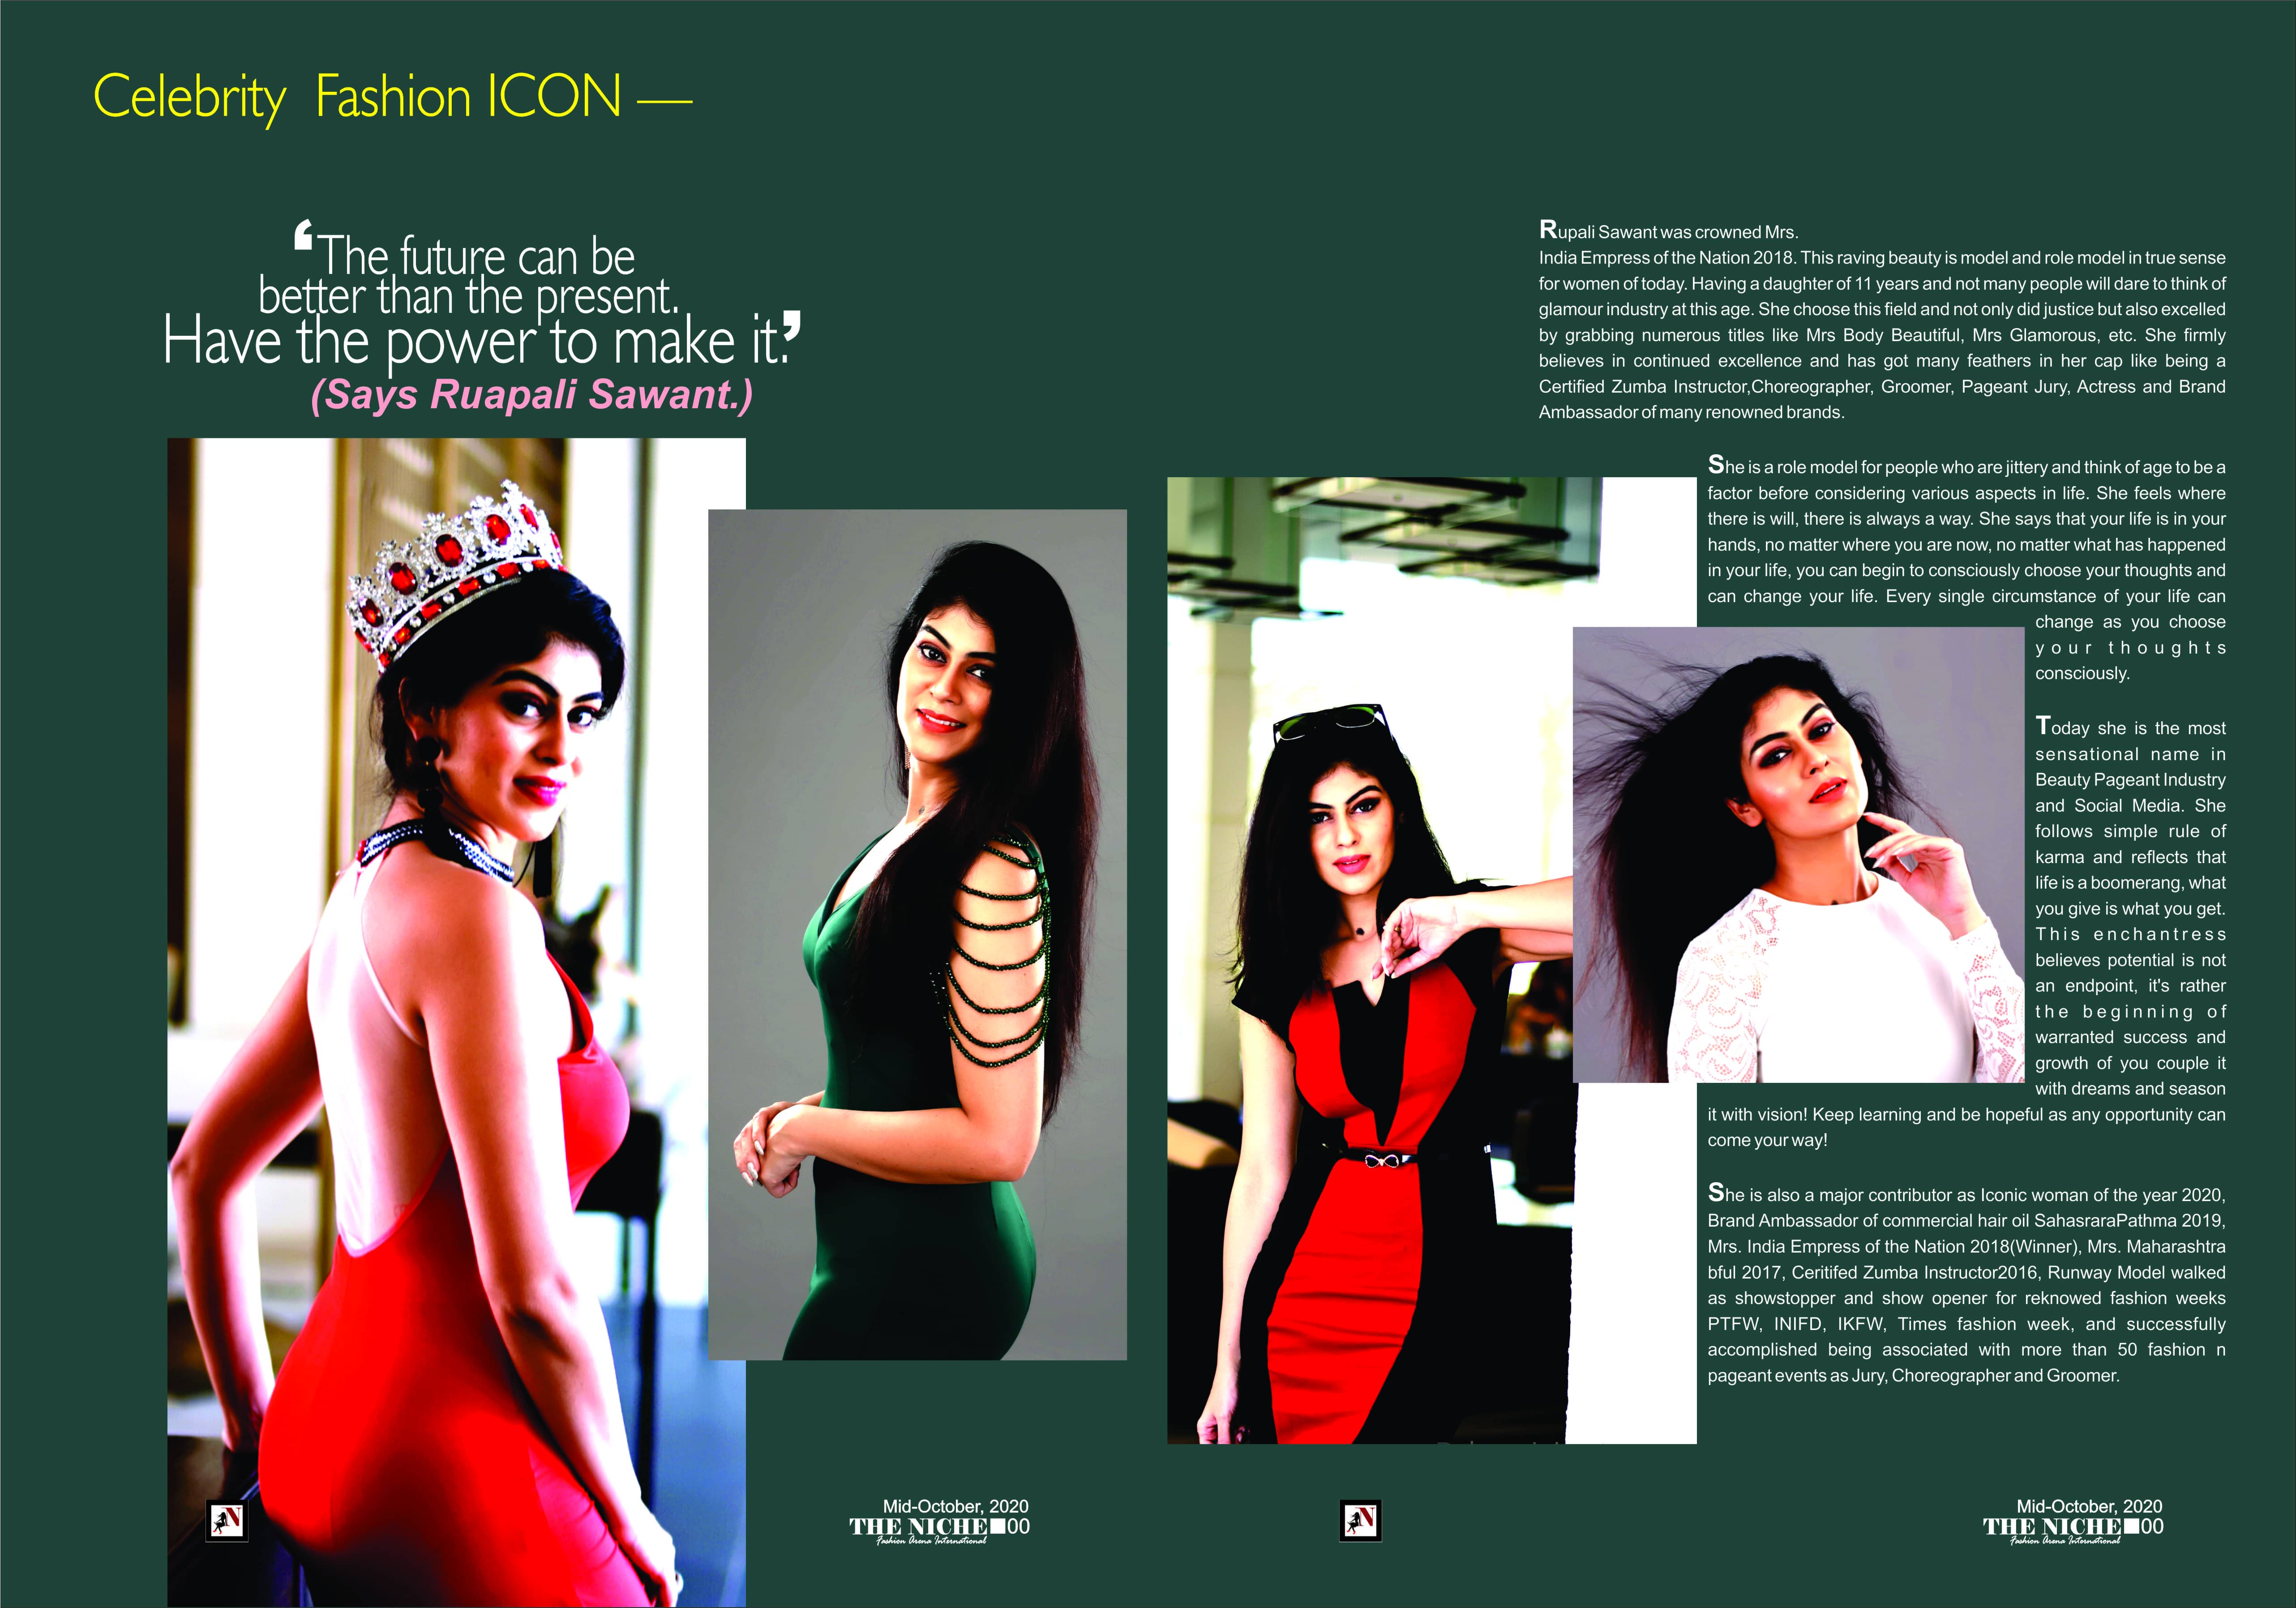 Celebrity Fashion ICON —
‘The future can be
better than the present.
Have the power to make it.’
(Says Ruapali Sawant.)
Rupali Sawant was crowned Mrs.
India Empress of the Nation 2018. This raving beauty is model and role model in true sense
for women of today. Having a daughter of 11 years and not many people will dare to think of
glamour industry at this age. She choose this field and not only did justice but also excelled
by grabbing numerous titles like Mrs Body Beautiful, Mrs Glamorous, etc. She firmly
believes in continued excellence and has got many feathers in her cap like being a
Certified Zumba Instructor,Choreographer, Groomer, Pageant Jury, Actress and Brand
Ambassador of many renowned brands.
She is a role model for people who are jittery and think of age to be a
factor before considering various aspects in life. She feels where
there is will, there is always a way. She says that your life is in your
hands, no matter where you are now, no matter what has happened
in your life, you can begin to consciously choose your thoughts and
can change your life. Every single circumstance of your life can
change as you choose
your thoughts
consciously.
Today she is the most
sensational name in
Beauty Pageant Industry
and Social Media. She
follows simple rule of
karma and reflects that
life is a boomerang, what
you give is what you get.
This enchantress
believes potential is not
an endpoint, it's rather
the beginning of
warranted success and
growth of you couple it
with dreams and season
it with vision! Keep learning and be hopeful as any opportunity can
come your way!
She is also a major contributor as Iconic woman of the year 2020,
Brand Ambassador of commercial hair oil SahasraraPathma 2019,
Mrs. India Empress of the Nation 2018(Winner), Mrs. Maharashtra
bful 2017, Ceritifed Zumba Instructor2016, Runway Model walked
as showstopper and show opener for reknowed fashion weeks
PTFW, INIFD, IKFW, Times fashion week, and successfully
accomplished being associated with more than 50 fashion n
pageant events as Jury, Choreographer and Groomer.
N
Mid-October, 2020
THE NICHE■00
Fashion Arena International
N
Mid-October, 2020
THE NICHE■00
Fashion Arena International